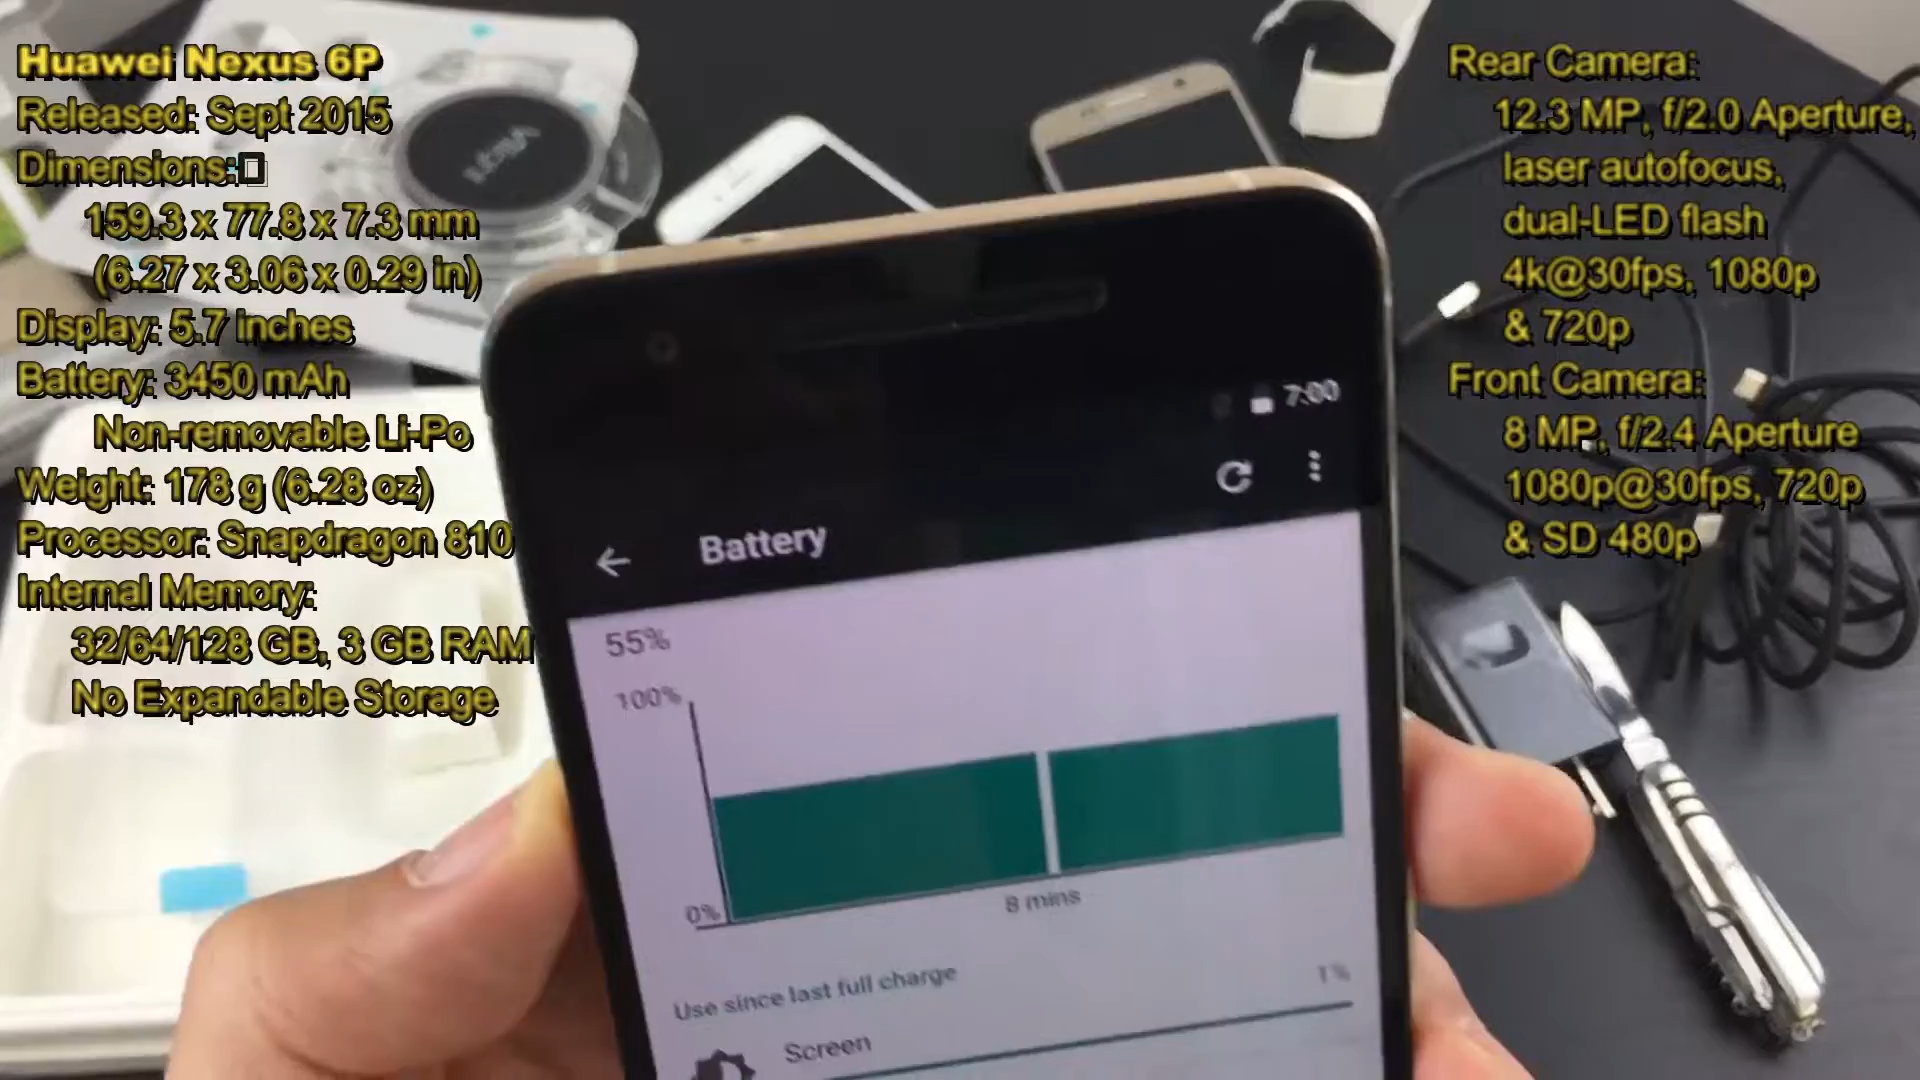 Huawei Nexus 6P
Released: Sept 2015
Dimensions:
159.3 x 77.8 x 7.3 mm
(6.27 x 3.06 x 0.29 in)
Display: 5.7 inches
Battery: 3450 mAh
Non-removable Li-Po
Weight: 178 g (6.28 oz)
Processor: Snapdragon 810
Internal Memory:
32/64/128 GB, 3 GB RAM
No Expandable Storage
Rear Camera:
12.3 MP, f/2.0 Aperture,
laser autofocus,
dual-LED flash
4k@30fps, 1080p
& 720p
Front Camera:
8 MP, f/2.4 Aperture
1080p@30fps, 720p
& SD 480p
7:00
Battery
55%
100%
0%
8 mins
Use since last full charge
1%
Screen